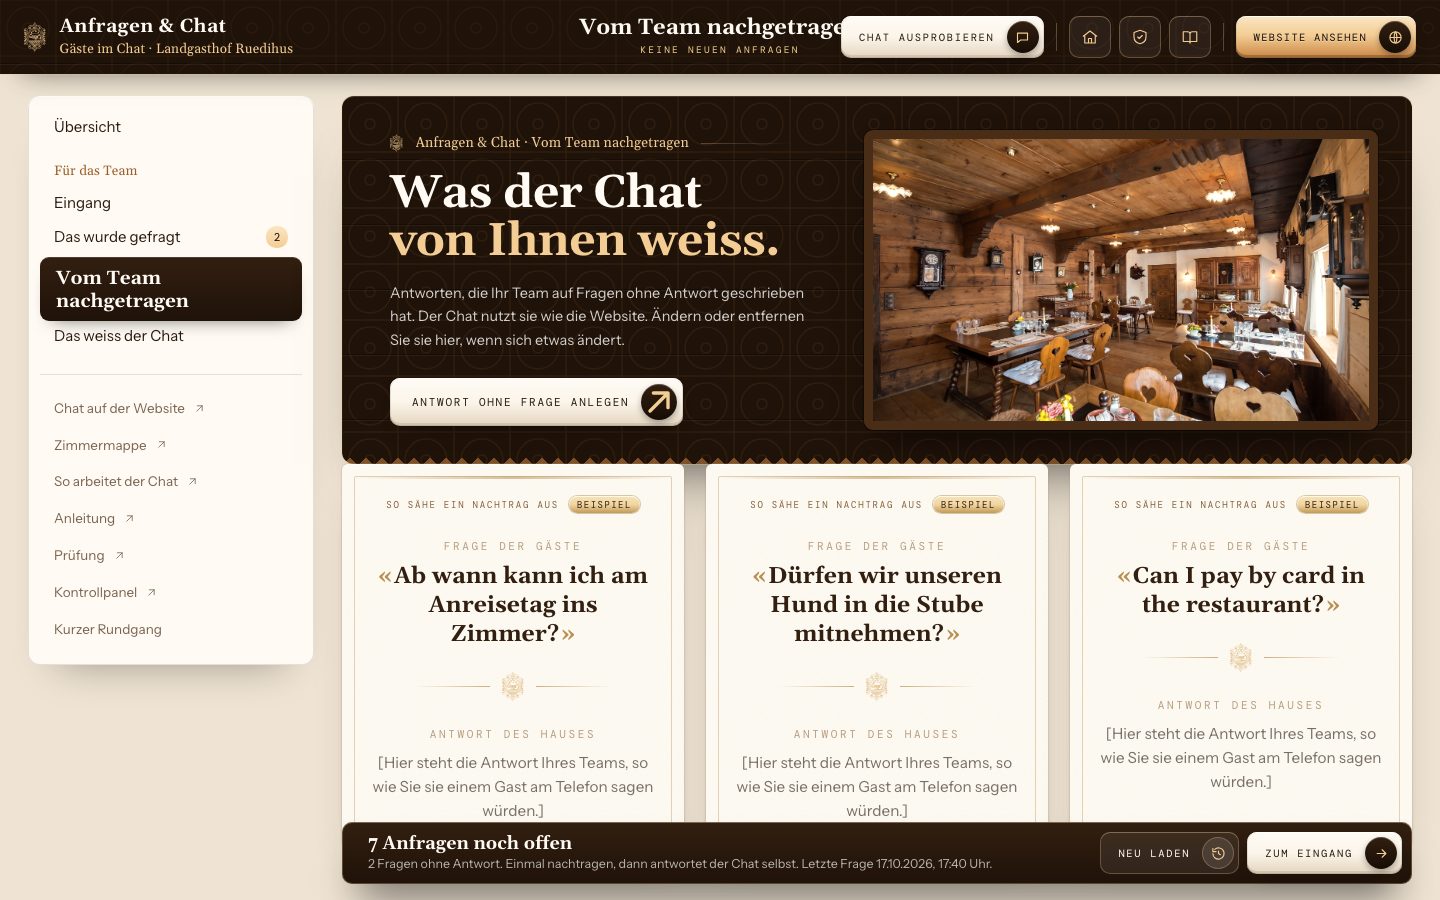 Anfragen & Chat
Gäste im Chat · Landgasthof Ruedihus
Vom Team nachgetrage
KEINE NEUEN ANFRAGEN
CHAT AUSPROBIEREN
WEBSITE ANSEHEN
Übersicht
Für das Team
Eingang
Das wurde gefragt
2
Vom Team
nachgetragen
Das weiss der Chat
Chat auf der Website
Zimmermappe
So arbeitet der Chat
Anleitung
Prüfung
Kontrollpanel
Kurzer Rundgang
Anfragen & Chat · Vom Team nachgetragen
Was der Chat
von Ihnen weiss.
Antworten, die Ihr Team auf Fragen ohne Antwort geschrieben
hat. Der Chat nutzt sie wie die Website. Ändern oder entfernen
Sie sie hier, wenn sich etwas ändert.
ANTWORT OHNE FRAGE ANLEGEN
SO SÄHE EIN NACHTRAG AUS BEISPIEL
FRAGE DER GÄSTE
«Ab wann kann ich am
Anreisetag ins
Zimmer?»
ANTWORT DES HAUSES
[Hier steht die Antwort Ihres Teams, so
wie Sie sie einem Gast am Telefon sagen
würden.]
SO SÄHE EIN NACHTRAG AUS BEISPIEL
FRAGE DER GÄSTE
«Dürfen wir unseren
Hund in die Stube
mitnehmen?»
ANTWORT DES HAUSES
[Hier steht die Antwort Ihres Teams, so
wie Sie sie einem Gast am Telefon sagen
würden.]
SO SÄHE EIN NACHTRAG AUS BEISPIEL
FRAGE DER GÄSTE
«Can I pay by card in
the restaurant?»
ANTWORT DES HAUSES
[Hier steht die Antwort Ihres Teams, so
wie Sie sie einem Gast am Telefon sagen
würden.]
7 Anfragen noch offen
2 Fragen ohne Antwort. Einmal nachtragen, dann antwortet der Chat selbst. Letzte Frage 17.10.2026, 17:40 Uhr.
NEU LADEN
ZUM EINGANG